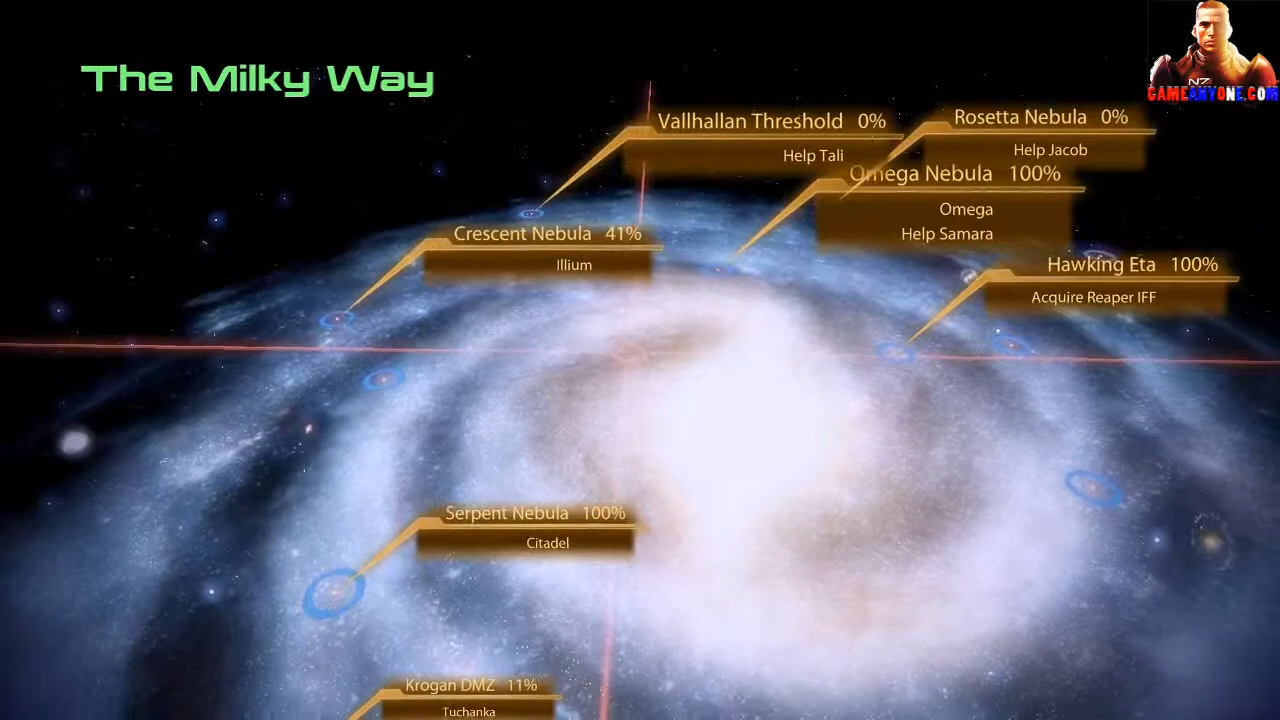 The Milky Way
N7
GAMEANYONE.COM
Vallhallan Threshold 0%
Help Tali
Rosetta Nebula 0%
Help Jacob
Omega Nebula 100%
Omega
Help Samara
Crescent Nebula 41%
Illium
Hawking Eta 100%
Acquire Reaper IFF
Serpent Nebula 100%
Citadel
Krogan DMZ 11%
Tuchanka